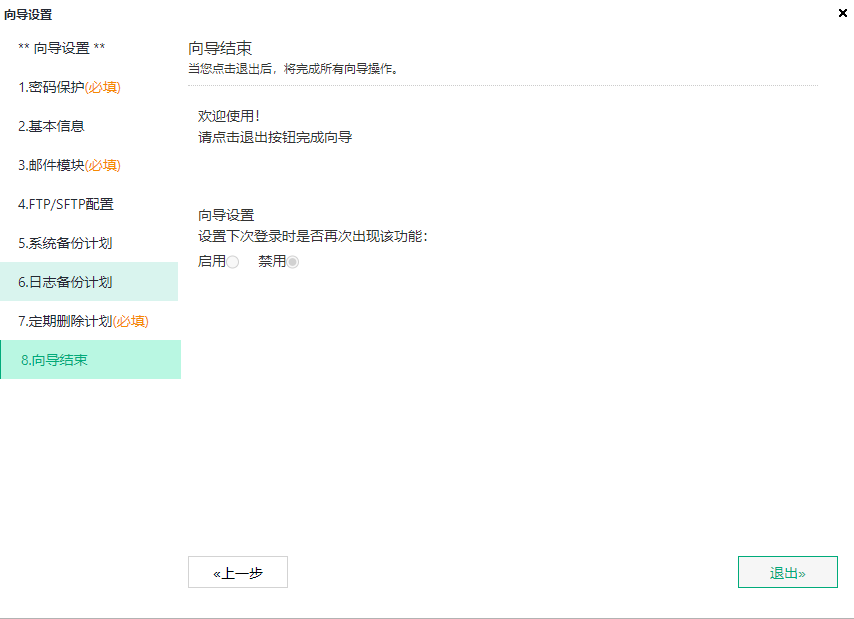 向导设置
** 向导设置 **
1.密码保护(必填)
2.基本信息
3.邮件模块(必填)
4.FTP/SFTP配置
5.系统备份计划
6.日志备份计划
7.定期删除计划(必填)
8.向导结束
向导结束
当您点击退出后，将完成所有向导操作。
欢迎使用！
请点击退出按钮完成向导
向导设置
设置下次登录时是否再次出现该功能：
启用 禁用
«上一步
退出»